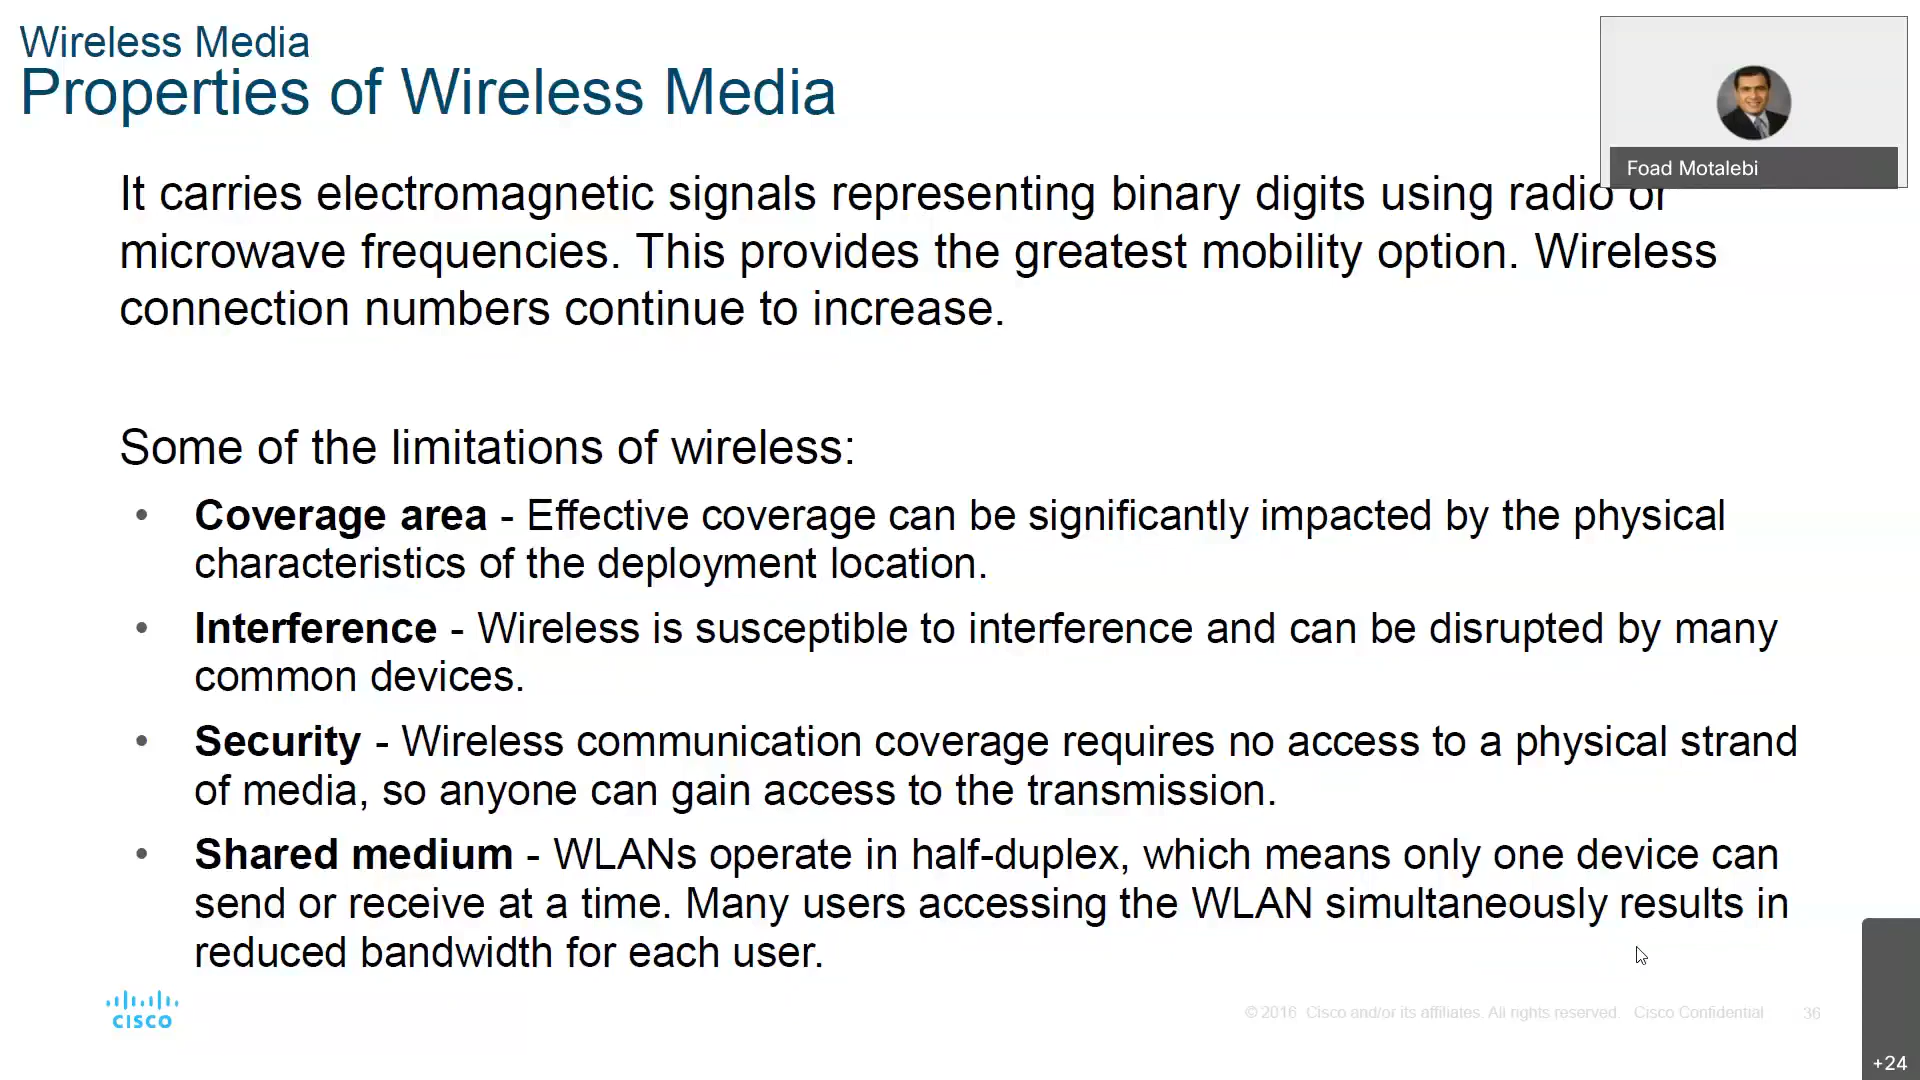 Wireless Media
Properties of Wireless Media
Foad Motalebi
It carries electromagnetic signals representing binary digits using radio or
microwave frequencies. This provides the greatest mobility option. Wireless
connection numbers continue to increase.
Some of the limitations of wireless:
• Coverage area - Effective coverage can be significantly impacted by the physical
characteristics of the deployment location.
• Interference - Wireless is susceptible to interference and can be disrupted by many
common devices.
• Security - Wireless communication coverage requires no access to a physical strand
of media, so anyone can gain access to the transmission.
• Shared medium - WLANs operate in half-duplex, which means only one device can
send or receive at a time. Many users accessing the WLAN simultaneously results in
reduced bandwidth for each user.
CISCO
© 2016 Cisco and/or its affiliates. All rights reserved. Cisco Confidential 36
+24